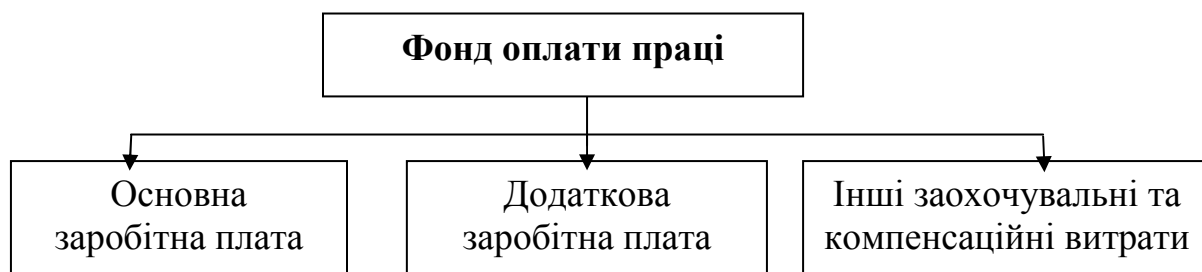 Фонд оплати праці
Основна
заробітна плата
Додаткова
заробітна плата
Інші заохочувальні та
компенсаційні витрати